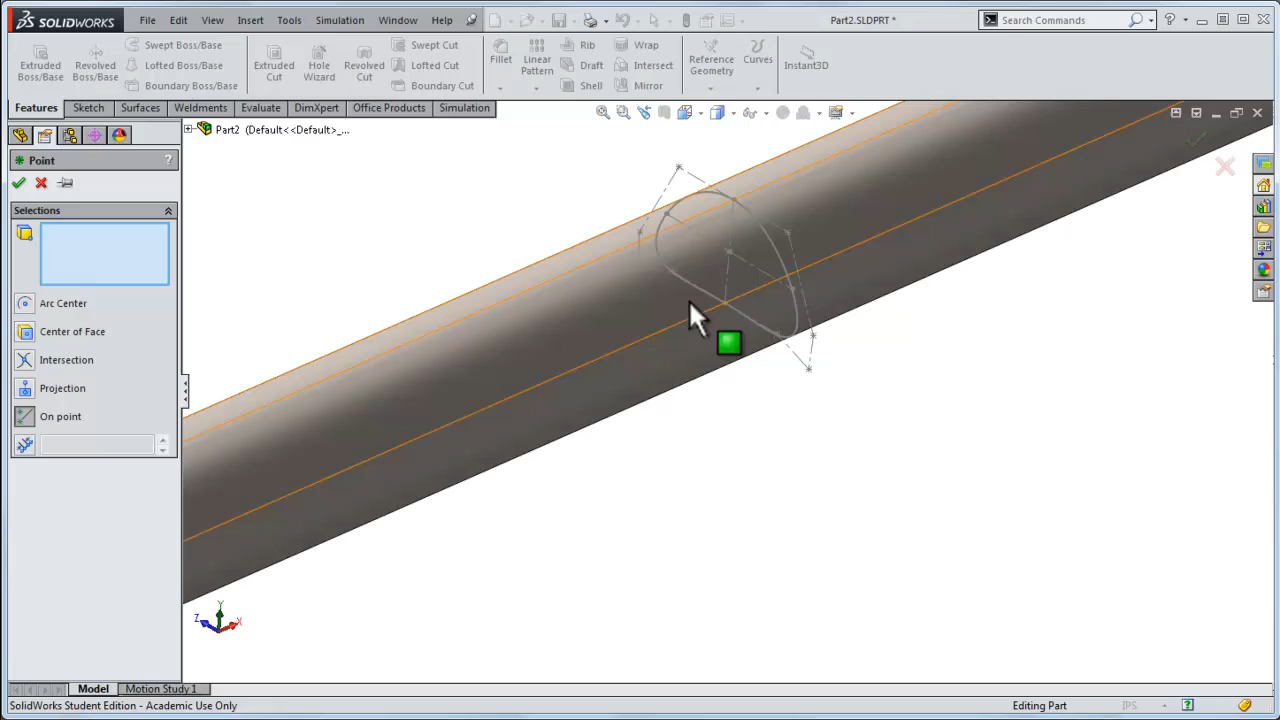 SOLIDWORKS File Edit View Insert Tools Simulation Window Help Part2.SLDPRT * Search Commands
Extruded Boss/Base Revolved Boss/Base Swept Boss/Base Lofted Boss/Base Boundary Boss/Base Extruded Cut Hole Wizard Revolved Cut Swept Cut Lofted Cut Boundary Cut Fillet Linear Pattern Rib Draft Shell Wrap Intersect Mirror Reference Geometry Curves Instant3D
Features Sketch Surfaces Weldments Evaluate DimXpert Office Products Simulation
Part2 (Default<<Default>_...
Point ?
Selections
Arc Center
Center of Face
Intersection
Projection
On point
Y
Z X
Model Motion Study 1
SolidWorks Student Edition - Academic Use Only Editing Part IPS